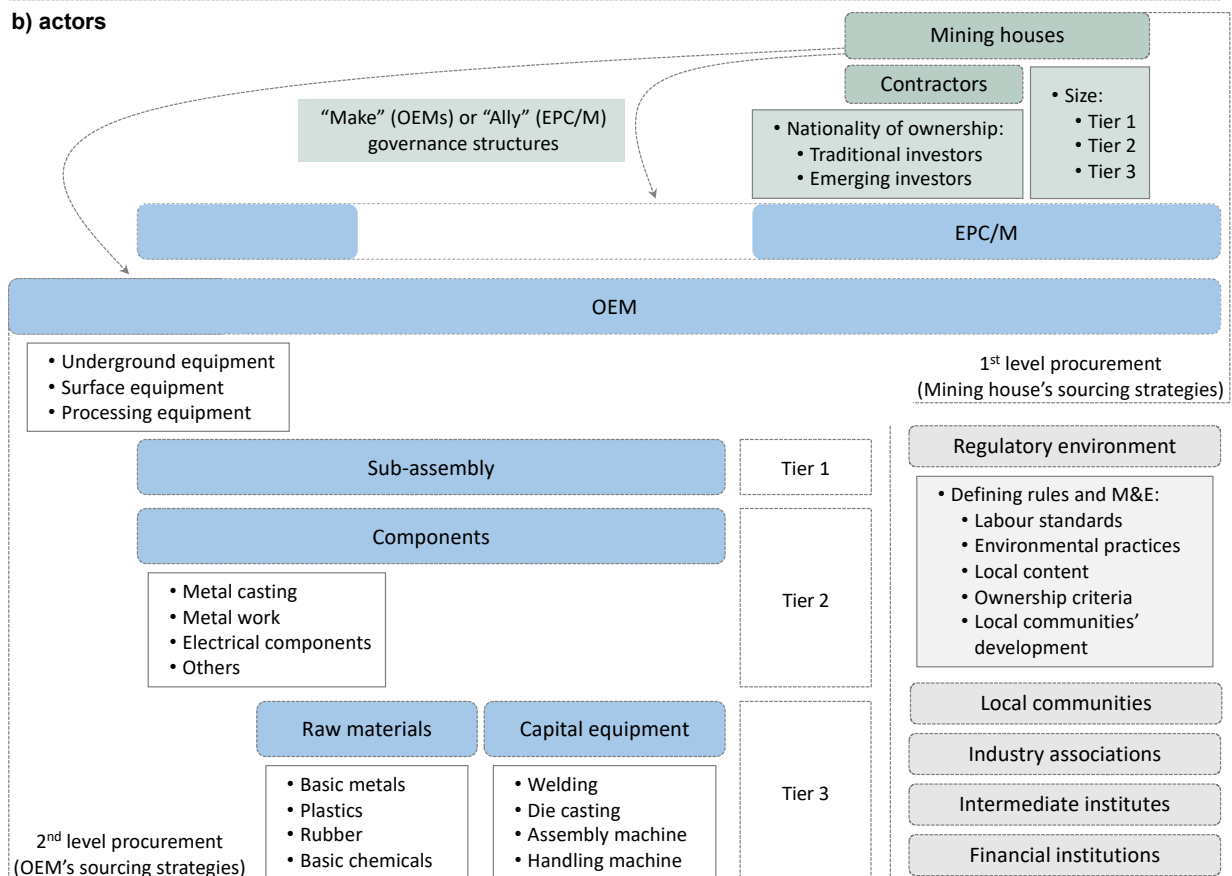 b) actors
Mining houses
Contractors
• Size:
• Tier 1
• Tier 2
• Tier 3
“Make” (OEMs) or “Ally” (EPC/M)
governance structures
• Nationality of ownership:
• Traditional investors
• Emerging investors
EPC/M
OEM
• Underground equipment
• Surface equipment
• Processing equipment
1st level procurement
(Mining house’s sourcing strategies)
Sub-assembly
Tier 1
Components
• Metal casting
• Metal work
• Electrical components
• Others
Tier 2
Raw materials
• Basic metals
• Plastics
• Rubber
• Basic chemicals
Capital equipment
• Welding
• Die casting
• Assembly machine
• Handling machine
Tier 3
2nd level procurement
(OEM’s sourcing strategies)
Regulatory environment
• Defining rules and M&E:
• Labour standards
• Environmental practices
• Local content
• Ownership criteria
• Local communities’
development
Local communities
Industry associations
Intermediate institutes
Financial institutions